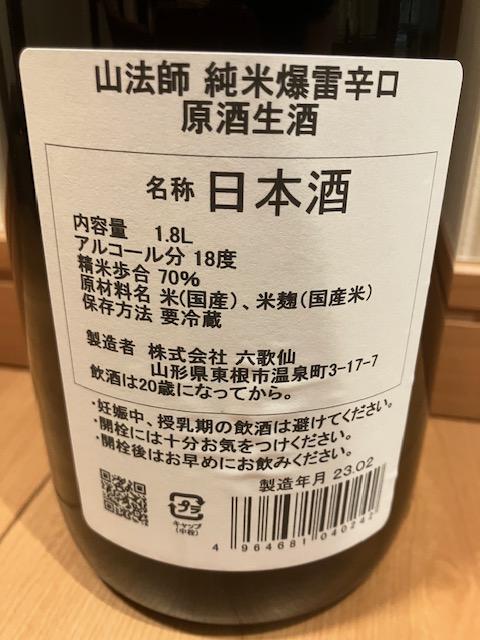 山法師 純米爆雷辛口
原酒生酒
名称 日本酒
内容量 1.8L
アルコール分 18度
精米歩合 70%
原材料名 米(国産)、米麹(国産米)
保存方法 要冷蔵
製造者 株式会社 六歌仙
山形県東根市温泉町3-17-7
飲酒は20歳になってから。
・妊娠中、授乳期の飲酒は避けてください。
・開栓には十分お気をつけください。
・開栓後はお早めにお飲みください。
製造年月 23.02
プラ
キャップ
(中栓)
4 964681 040242